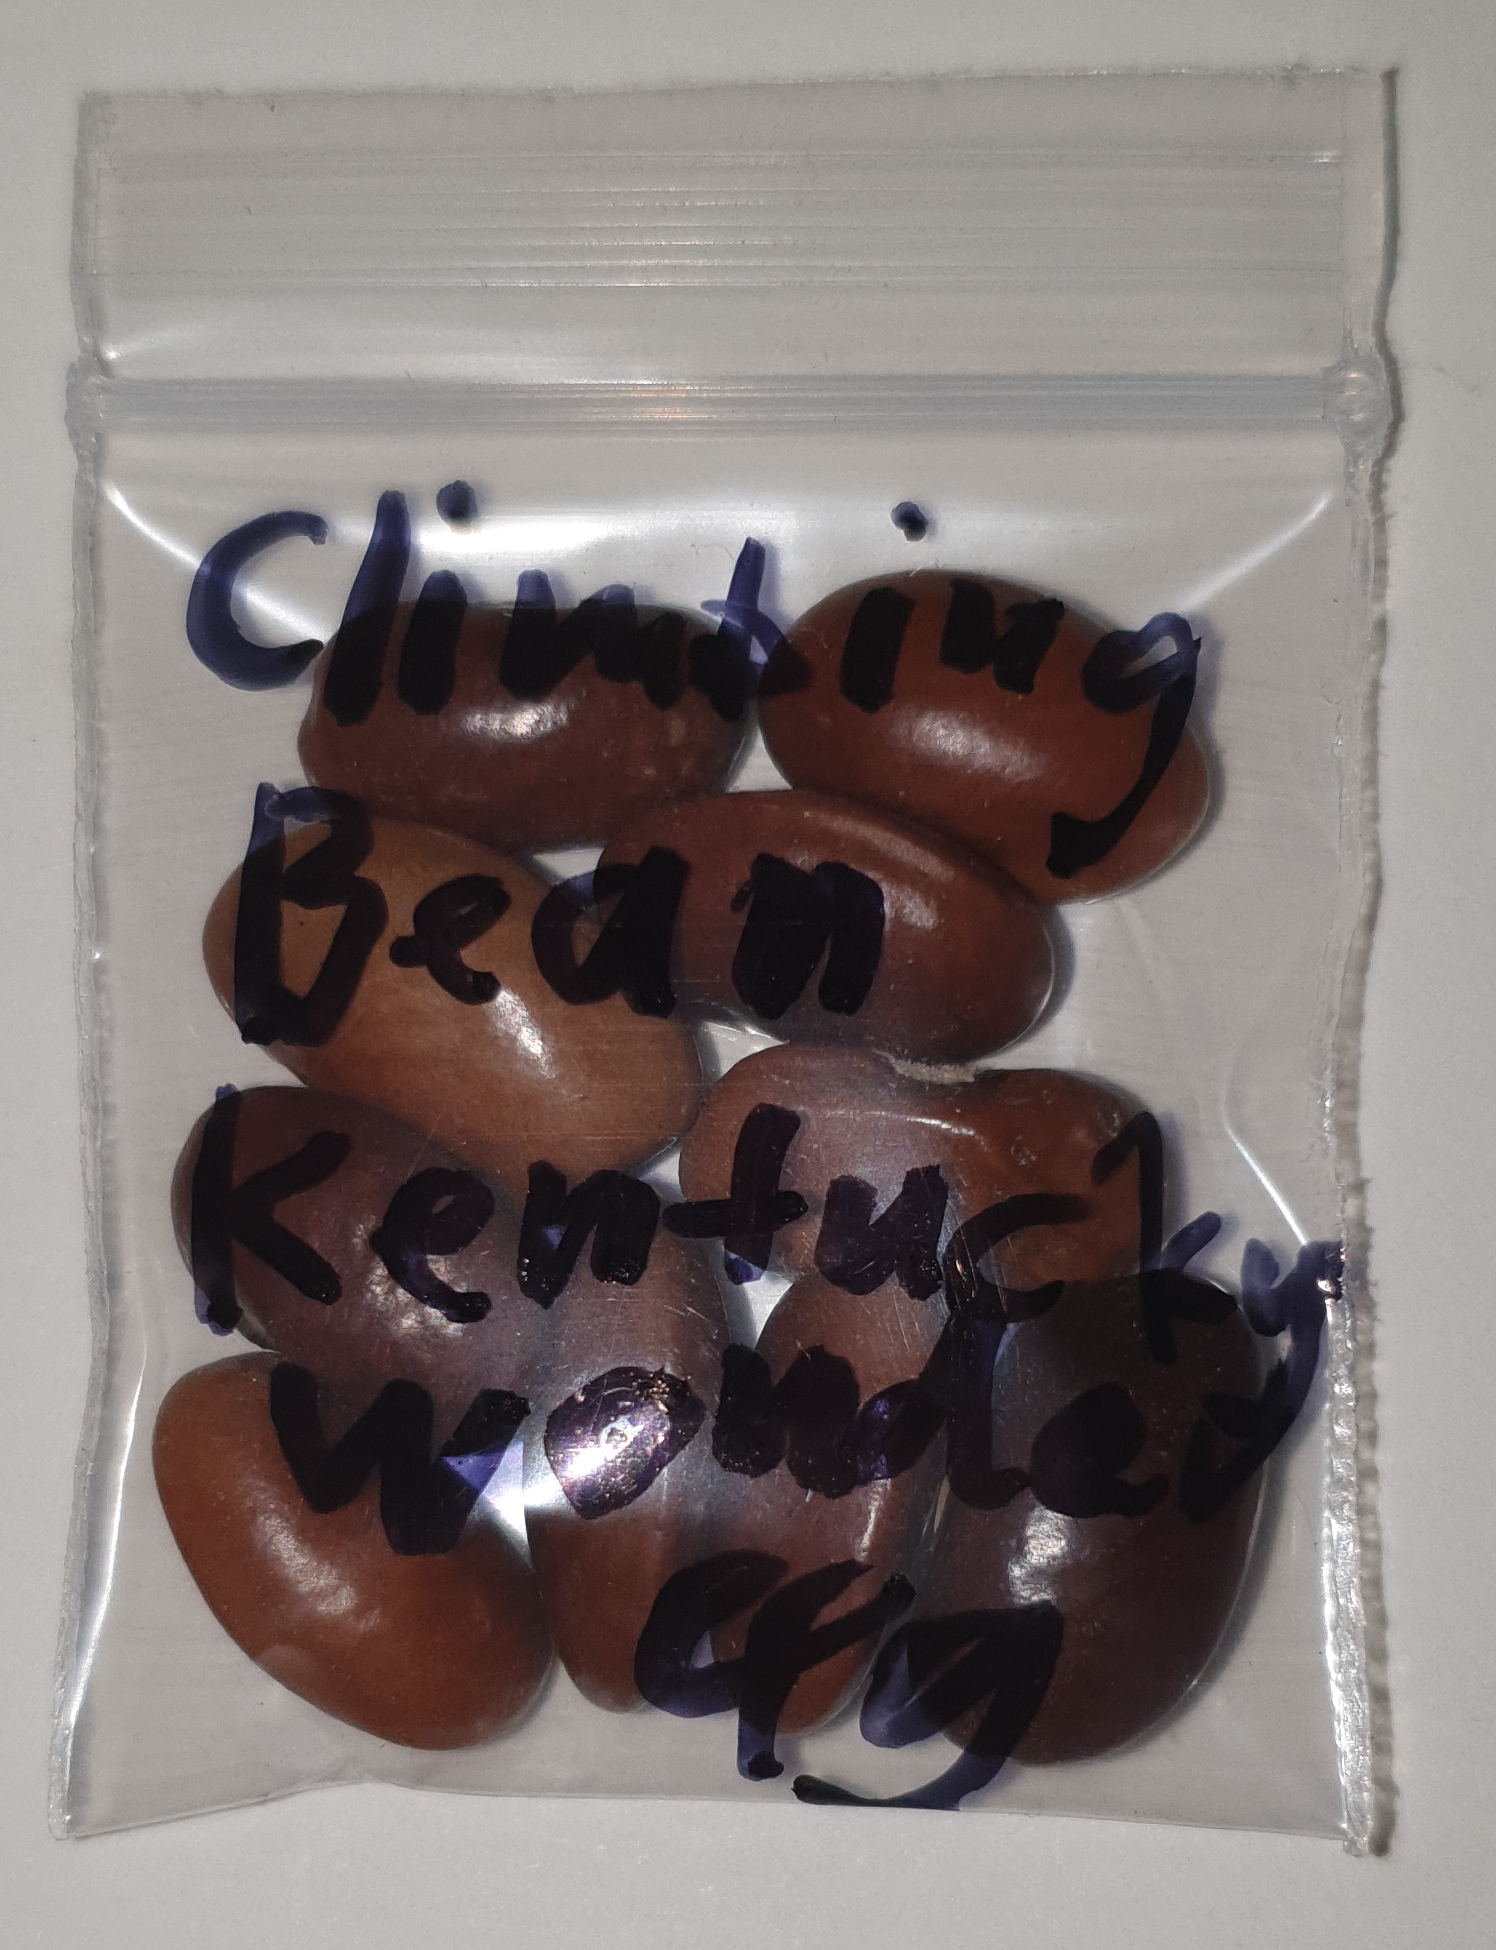 Climbing
Bean
Kentucky
wonder
4g